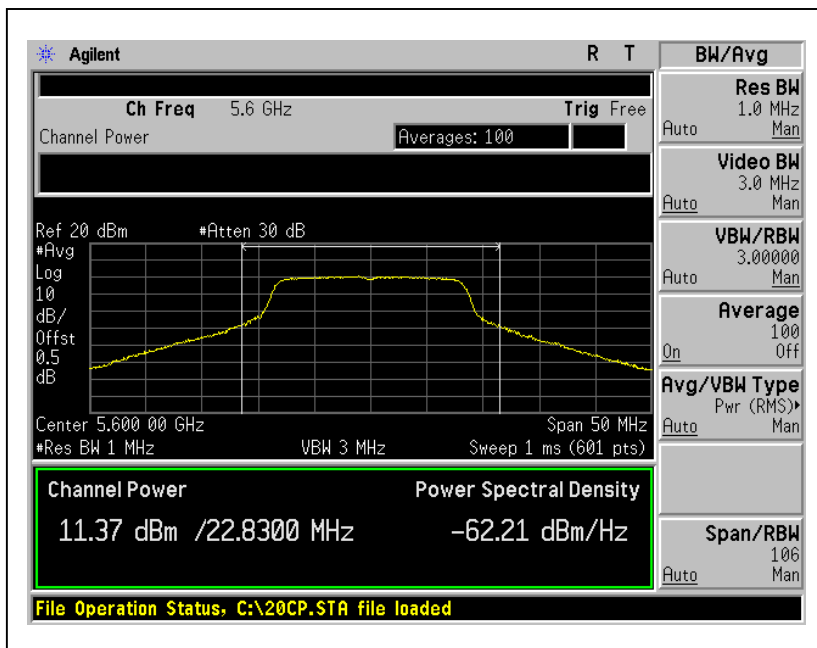 Agilent R T BW/Avg
Ch Freq 5.6 GHz Trig Free
Channel Power Averages: 100
Ref 20 dBm #Atten 30 dB
#Avg
Log
10
dB/
Offst
0.5
dB
Center 5.600 00 GHz Span 50 MHz
#Res BW 1 MHz VBW 3 MHz Sweep 1 ms (601 pts)
Channel Power Power Spectral Density
11.37 dBm /22.8300 MHz -62.21 dBm/Hz
File Operation Status, C:\20CP.STA file loaded
Res BW
1.0 MHz
Auto Man
Video BW
3.0 MHz
Auto Man
VBW/RBW
3.00000
Auto Man
Average
100
On Off
Avg/VBW Type
Pwr (RMS)▸
Auto Man
Span/RBW
106
Auto Man